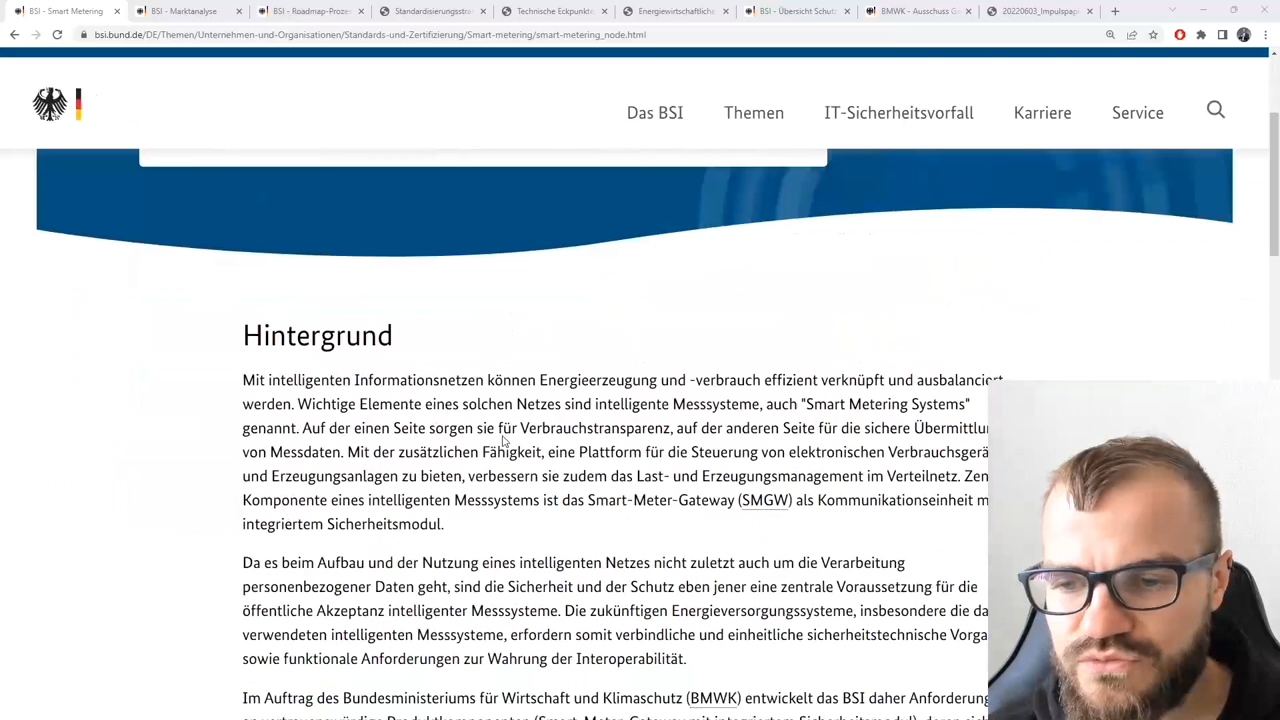 BSI - Smart Metering
BSI - Marktanalyse
BSI - Roadmap-Proze
Standardisierungsstra
Technische Eckpunkte
Energiewirtschaftliche
BSI - Übersicht Schutz
BMWK - Ausschuss G
20220603_Impulspap
bsi.bund.de/DE/Themen/Unternehmen-und-Organisationen/Standards-und-Zertifizierung/Smart-metering/smart-metering_node.html
Das BSI
Themen
IT-Sicherheitsvorfall
Karriere
Service
Hintergrund
Mit intelligenten Informationsnetzen können Energieerzeugung und -verbrauch effizient verknüpft und ausbalanciert
werden. Wichtige Elemente eines solchen Netzes sind intelligente Messsysteme, auch "Smart Metering Systems"
genannt. Auf der einen Seite sorgen sie für Verbrauchstransparenz, auf der anderen Seite für die sichere Übermittlu
von Messdaten. Mit der zusätzlichen Fähigkeit, eine Plattform für die Steuerung von elektronischen Verbrauchsgerä
und Erzeugungsanlagen zu bieten, verbessern sie zudem das Last- und Erzeugungsmanagement im Verteilnetz. Zen
Komponente eines intelligenten Messsystems ist das Smart-Meter-Gateway (SMGW) als Kommunikationseinheit m
integriertem Sicherheitsmodul.
Da es beim Aufbau und der Nutzung eines intelligenten Netzes nicht zuletzt auch um die Verarbeitung
personenbezogener Daten geht, sind die Sicherheit und der Schutz eben jener eine zentrale Voraussetzung für die
öffentliche Akzeptanz intelligenter Messsysteme. Die zukünftigen Energieversorgungssysteme, insbesondere die da
verwendeten intelligenten Messsysteme, erfordern somit verbindliche und einheitliche sicherheitstechnische Vorga
sowie funktionale Anforderungen zur Wahrung der Interoperabilität.
Im Auftrag des Bundesministeriums für Wirtschaft und Klimaschutz (BMWK) entwickelt das BSI daher Anforderung